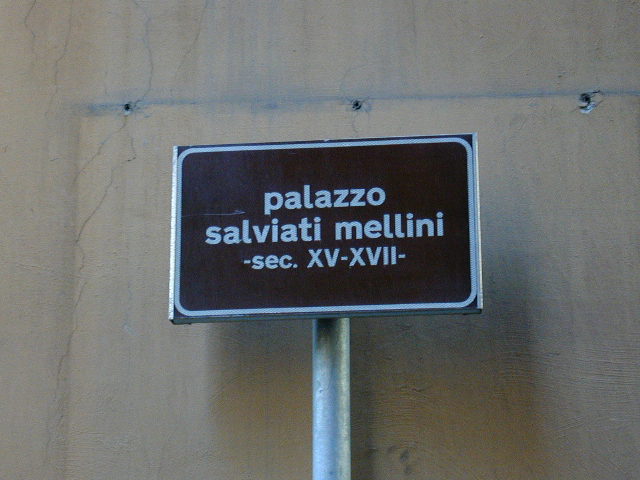 palazzo
salviati mellini
-sec. XV-XVII-